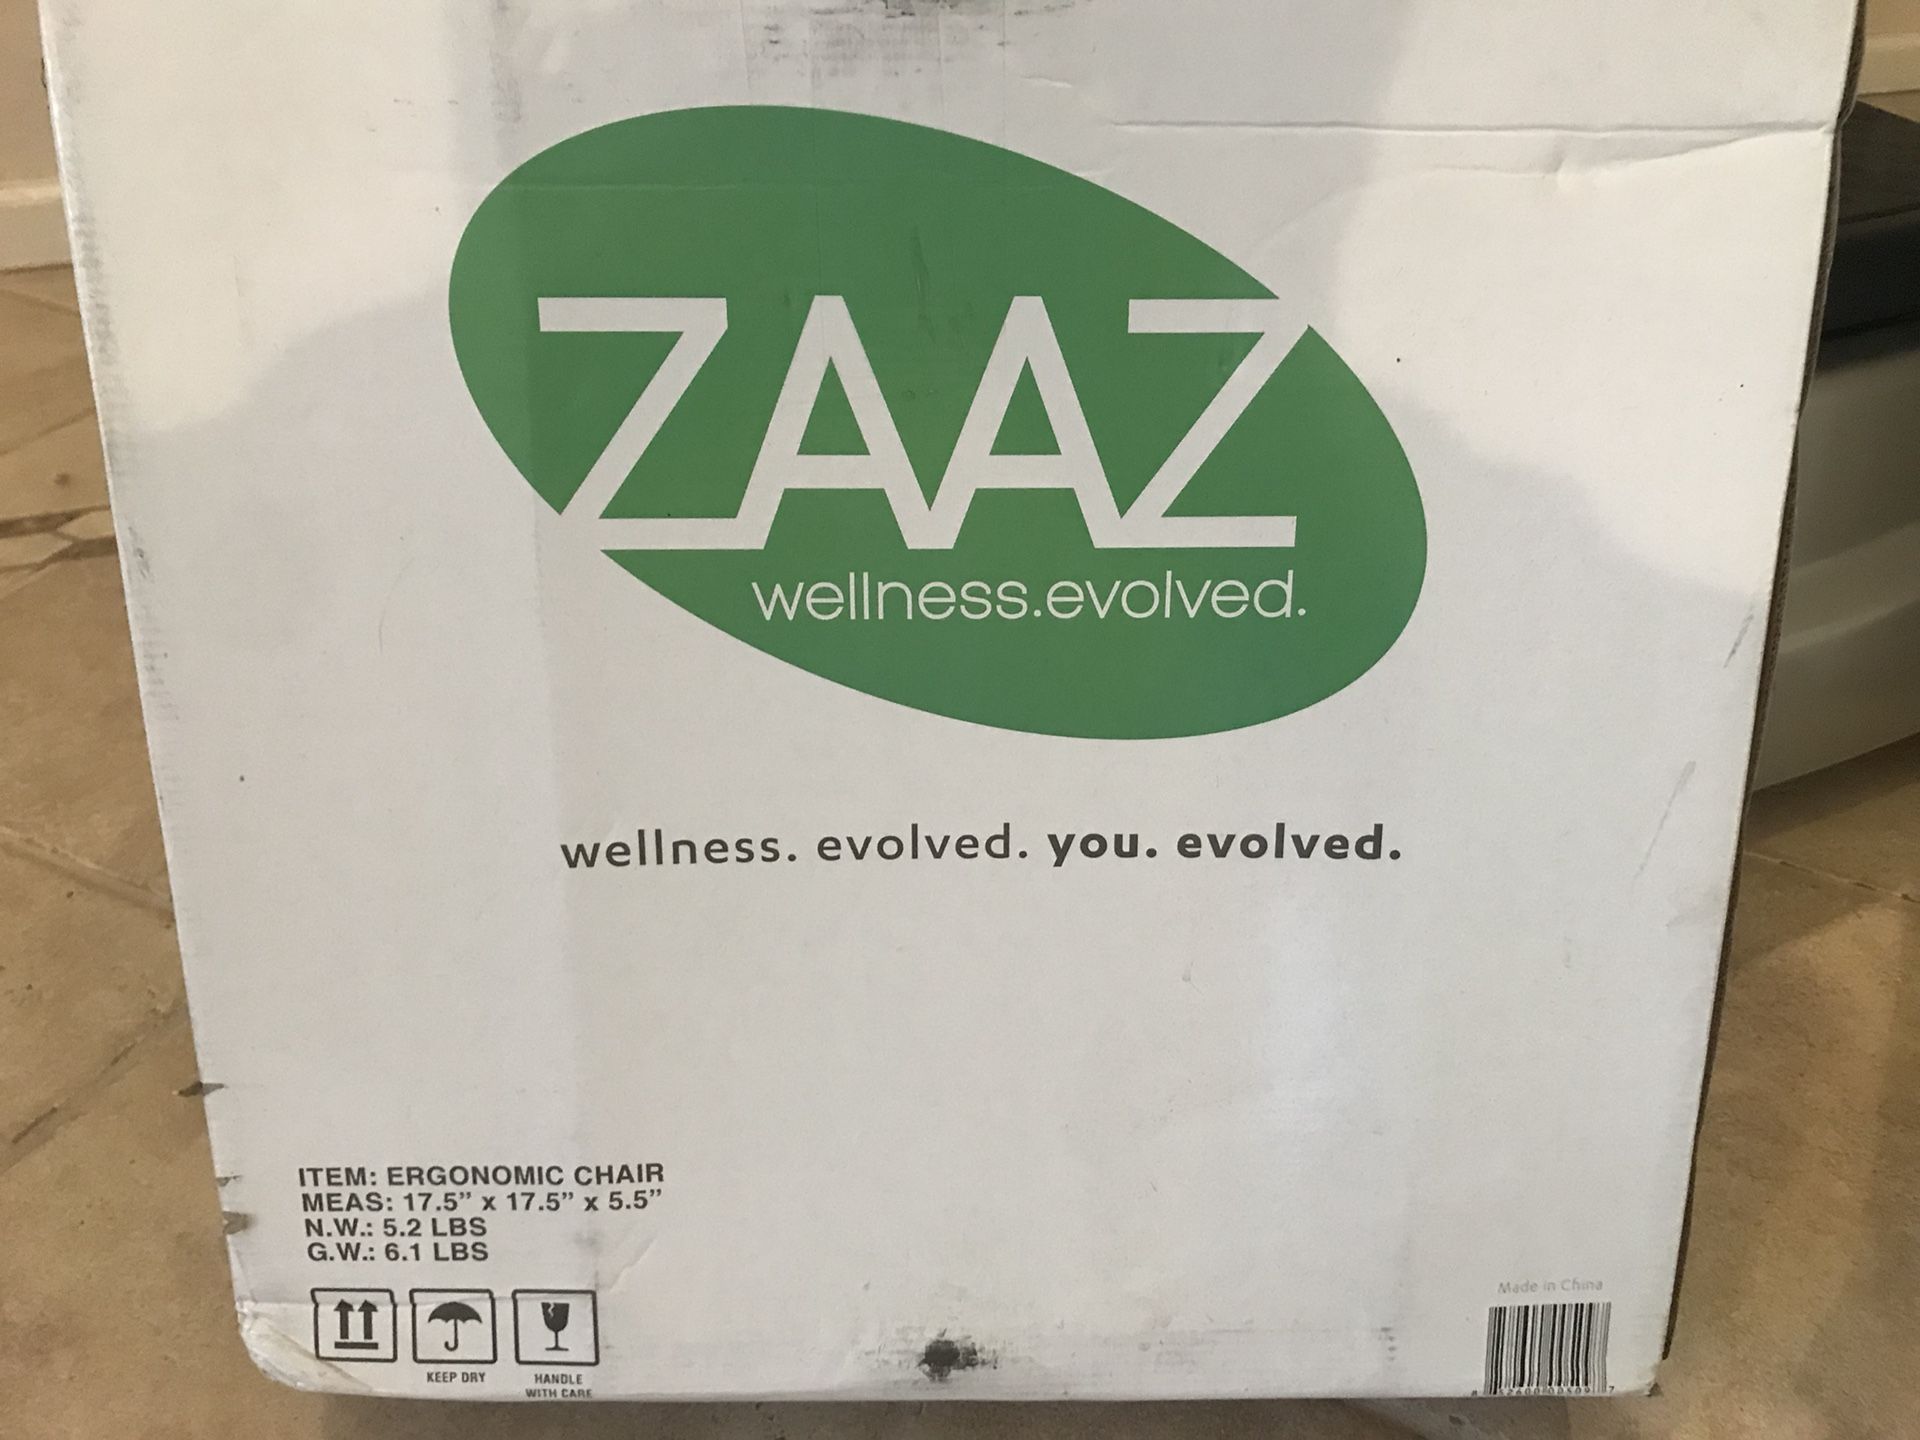 ZAAZ
wellness.evolved.
wellness. evolved. you. evolved.
ITEM: ERGONOMIC CHAIR
MEAS: 17.5” x 17.5” x 5.5”
N.W.: 5.2 LBS
G.W.: 6.1 LBS
KEEP DRY
HANDLE
WITH CARE
Made in China